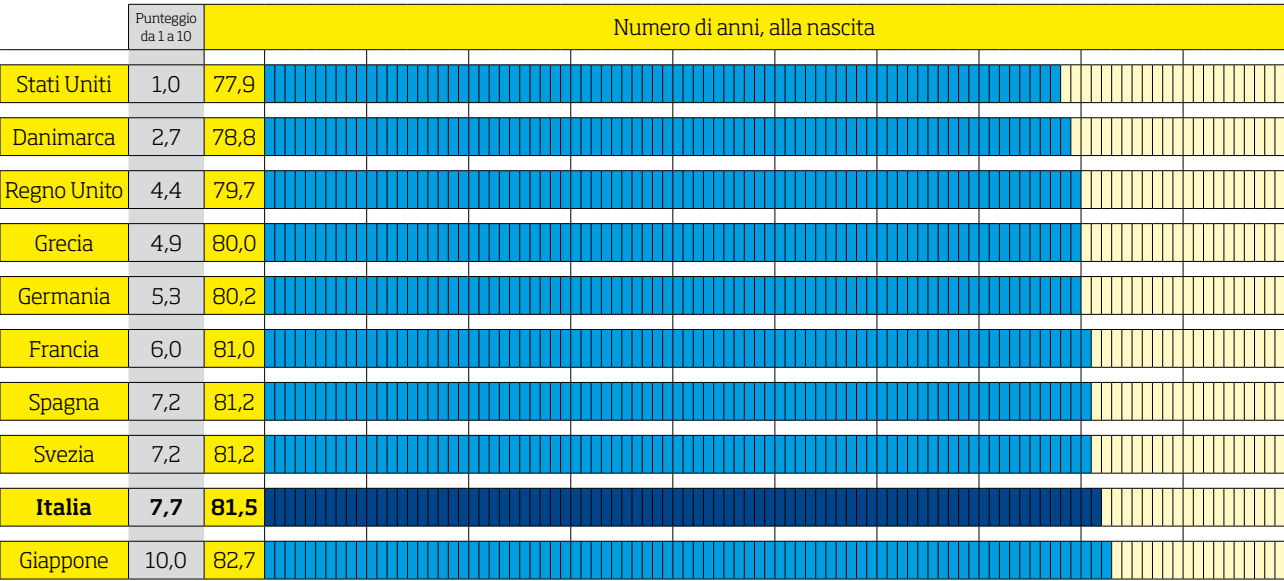 Punteggio
da 1 a 10
Numero di anni, alla nascita
Stati Uniti 1,0 77,9
Danimarca 2,7 78,8
Regno Unito 4,4 79,7
Grecia 4,9 80,0
Germania 5,3 80,2
Francia 6,0 81,0
Spagna 7,2 81,2
Svezia 7,2 81,2
Italia 7,7 81,5
Giappone 10,0 82,7